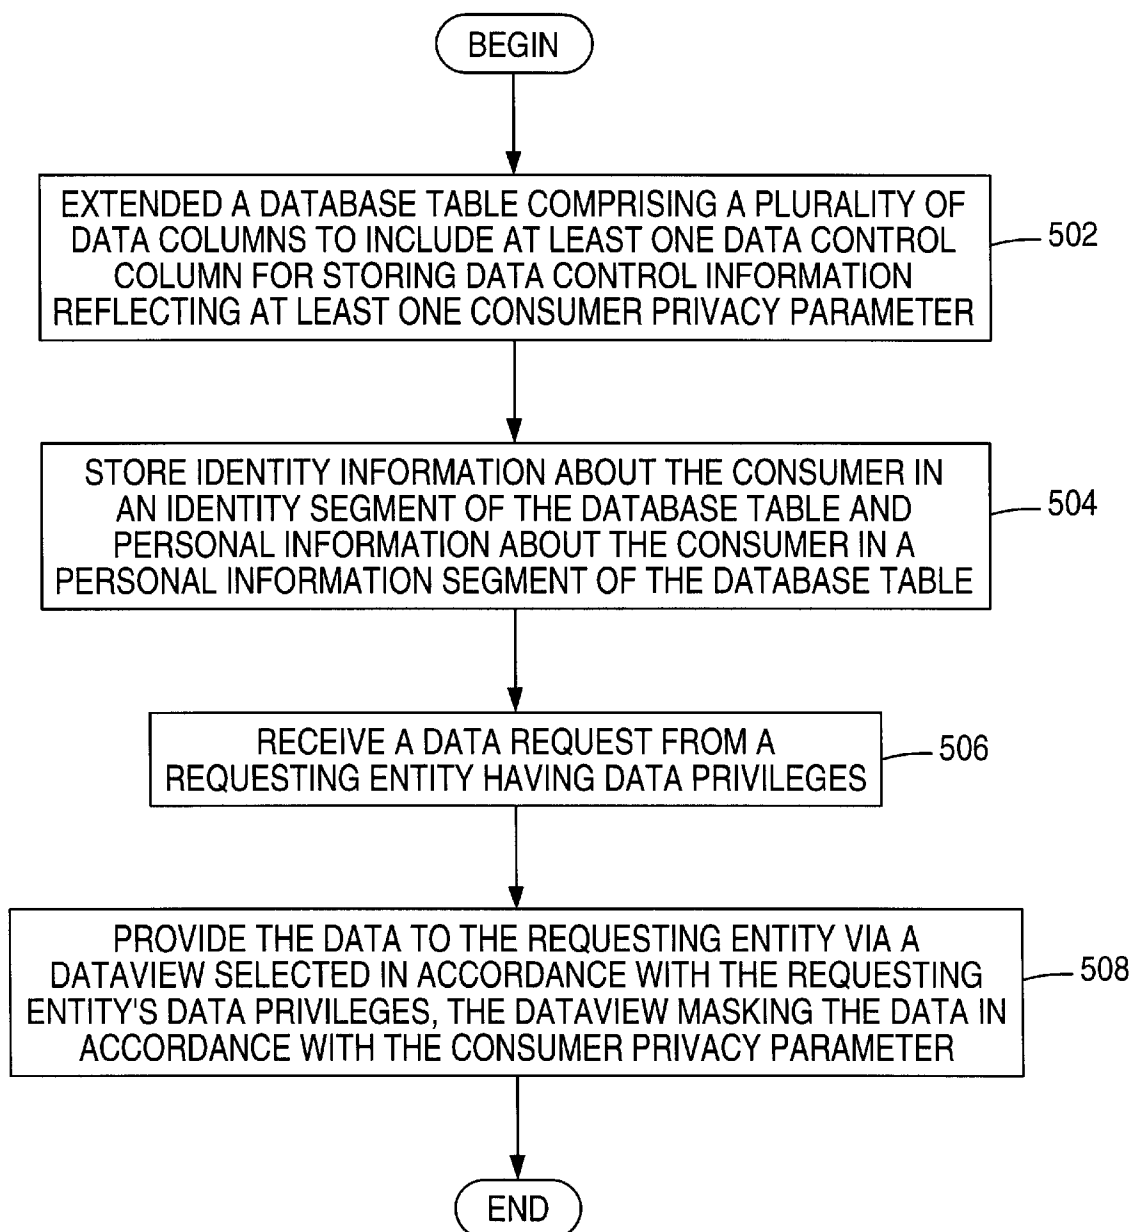 BEGIN
EXTENDED A DATABASE TABLE COMPRISING A PLURALITY OF
DATA COLUMNS TO INCLUDE AT LEAST ONE DATA CONTROL
COLUMN FOR STORING DATA CONTROL INFORMATION
REFLECTING AT LEAST ONE CONSUMER PRIVACY PARAMETER
502
STORE IDENTITY INFORMATION ABOUT THE CONSUMER IN
AN IDENTITY SEGMENT OF THE DATABASE TABLE AND
PERSONAL INFORMATION ABOUT THE CONSUMER IN A
PERSONAL INFORMATION SEGMENT OF THE DATABASE TABLE
504
RECEIVE A DATA REQUEST FROM A
REQUESTING ENTITY HAVING DATA PRIVILEGES
506
PROVIDE THE DATA TO THE REQUESTING ENTITY VIA A
DATAVIEW SELECTED IN ACCORDANCE WITH THE REQUESTING
ENTITY'S DATA PRIVILEGES, THE DATAVIEW MASKING THE DATA IN
ACCORDANCE WITH THE CONSUMER PRIVACY PARAMETER
508
END